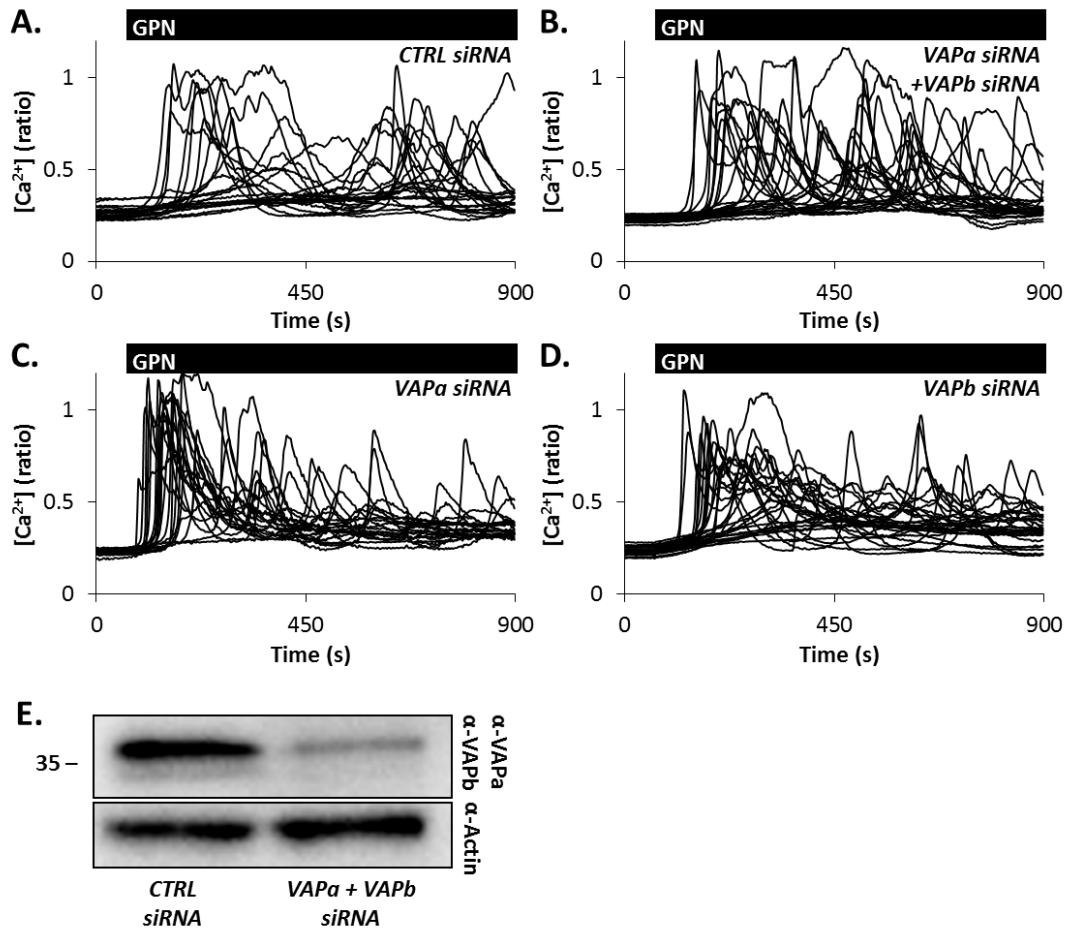 A.
GPN
CTRL siRNA
[Ca²⁺] (ratio)
1
0.5
0
0
450
900
Time (s)
B.
GPN
VAPa siRNA
+VAPb siRNA
[Ca²⁺] (ratio)
1
0.5
0
0
450
900
Time (s)
C.
GPN
VAPa siRNA
[Ca²⁺] (ratio)
1
0.5
0
0
450
900
Time (s)
D.
GPN
VAPb siRNA
[Ca²⁺] (ratio)
1
0.5
0
0
450
900
Time (s)
E.
35 –
α-VAPa
α-VAPb
α-Actin
CTRL
siRNA
VAPa + VAPb
siRNA